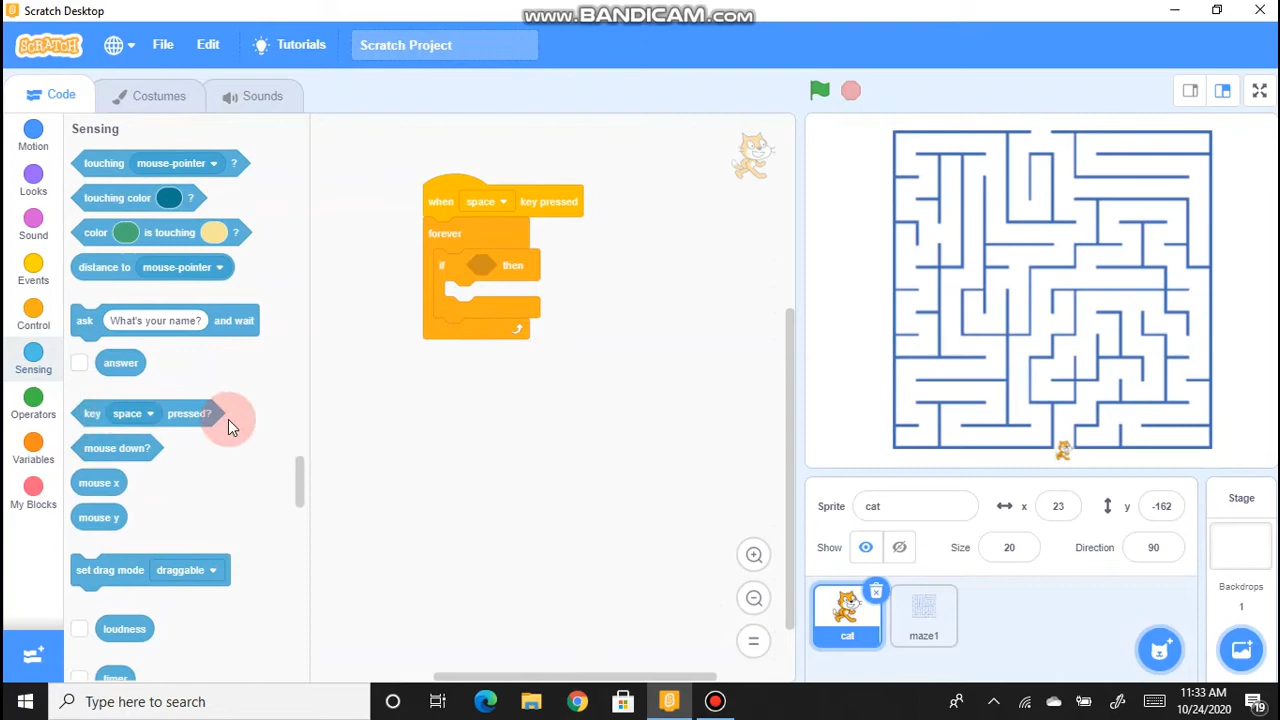 Scratch Desktop
www.BANDICAM.com
SCRATCH
File
Edit
Tutorials
Scratch Project
Code
Costumes
Sounds
Motion
Looks
Sound
Events
Control
Sensing
Operators
Variables
My Blocks
Sensing
touching mouse-pointer ?
touching color ?
color is touching ?
distance to mouse-pointer
ask What's your name? and wait
answer
key space pressed?
mouse down?
mouse x
mouse y
set drag mode draggable
loudness
timer
when space key pressed
forever
if then
Sprite cat x 23 y -162
Show Size 20 Direction 90
cat
maze1
Stage
Backdrops
1
Type here to search
11:33 AM
10/24/2020
19